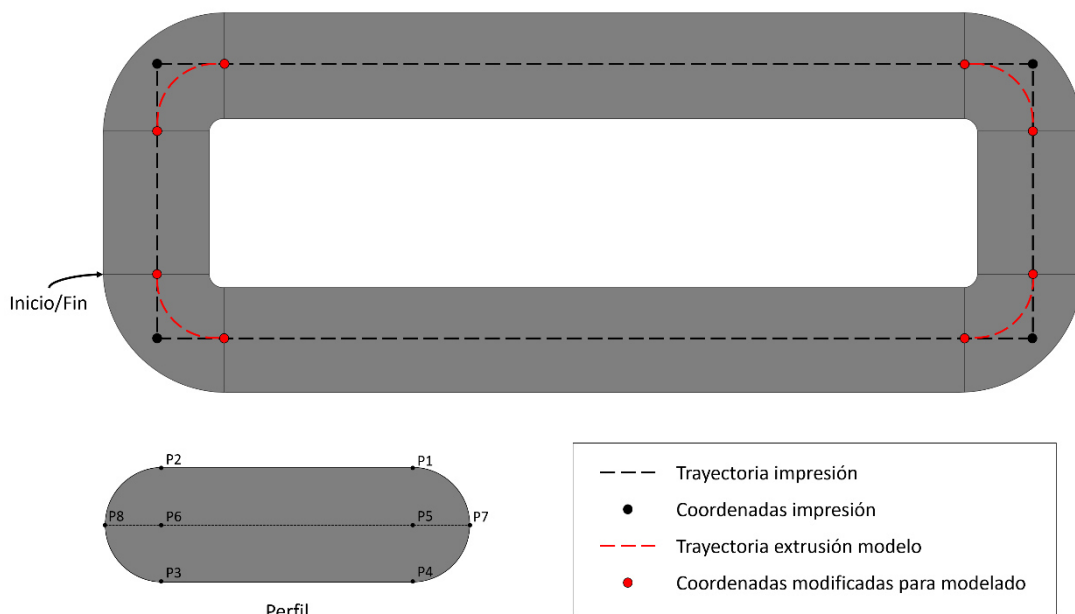 Inicio/Fin
P2
P1
P8
P6
P5
P7
P3
P4
Perfil
Trayectoria impresión
Coordenadas impresión
Trayectoria extrusión modelo
Coordenadas modificadas para modelado